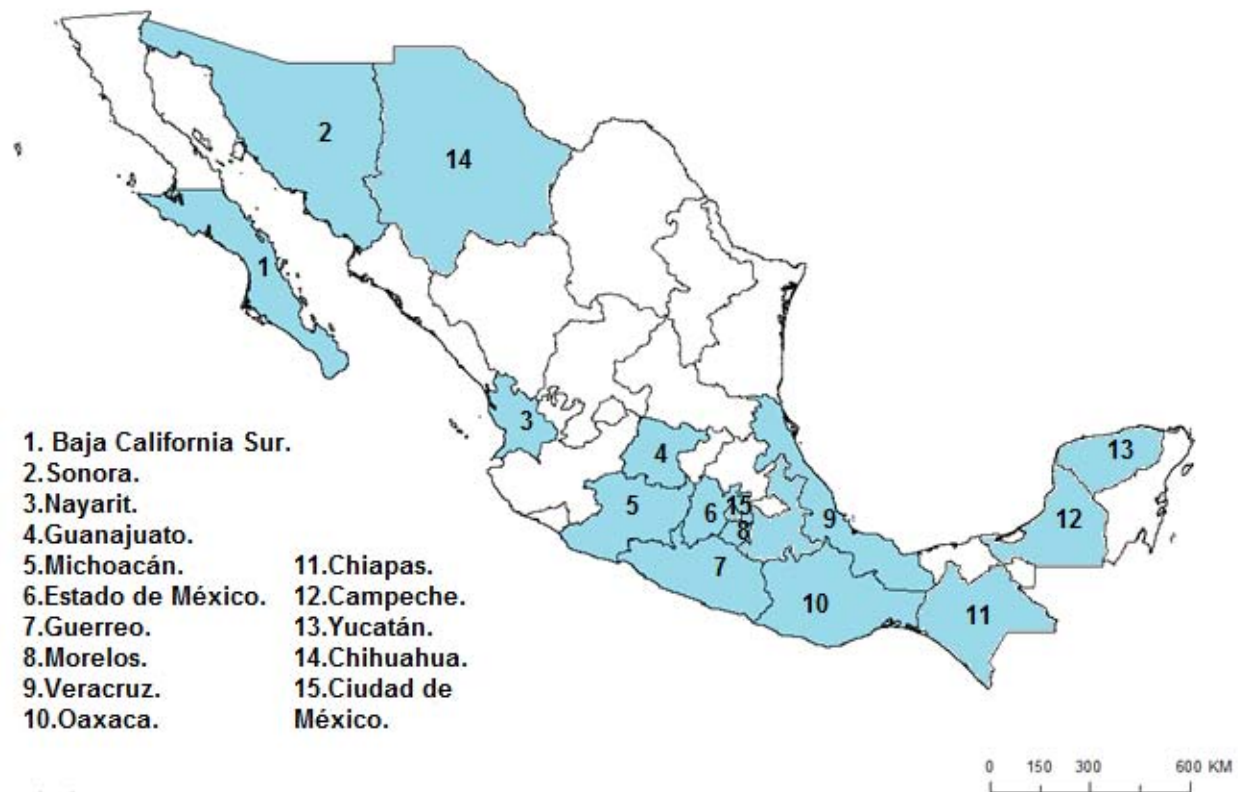 2
14
1
3
4
5
6
15
8
7
9
10
11
12
13
1. Baja California Sur.
2.Sonora.
3.Nayarit.
4.Guanajuato.
5.Michoacán.
6.Estado de México.
7.Guerreo.
8.Morelos.
9.Veracruz.
10.Oaxaca.
11.Chiapas.
12.Campeche.
13.Yucatán.
14.Chihuahua.
15.Ciudad de
México.
0 150 300 600 KM